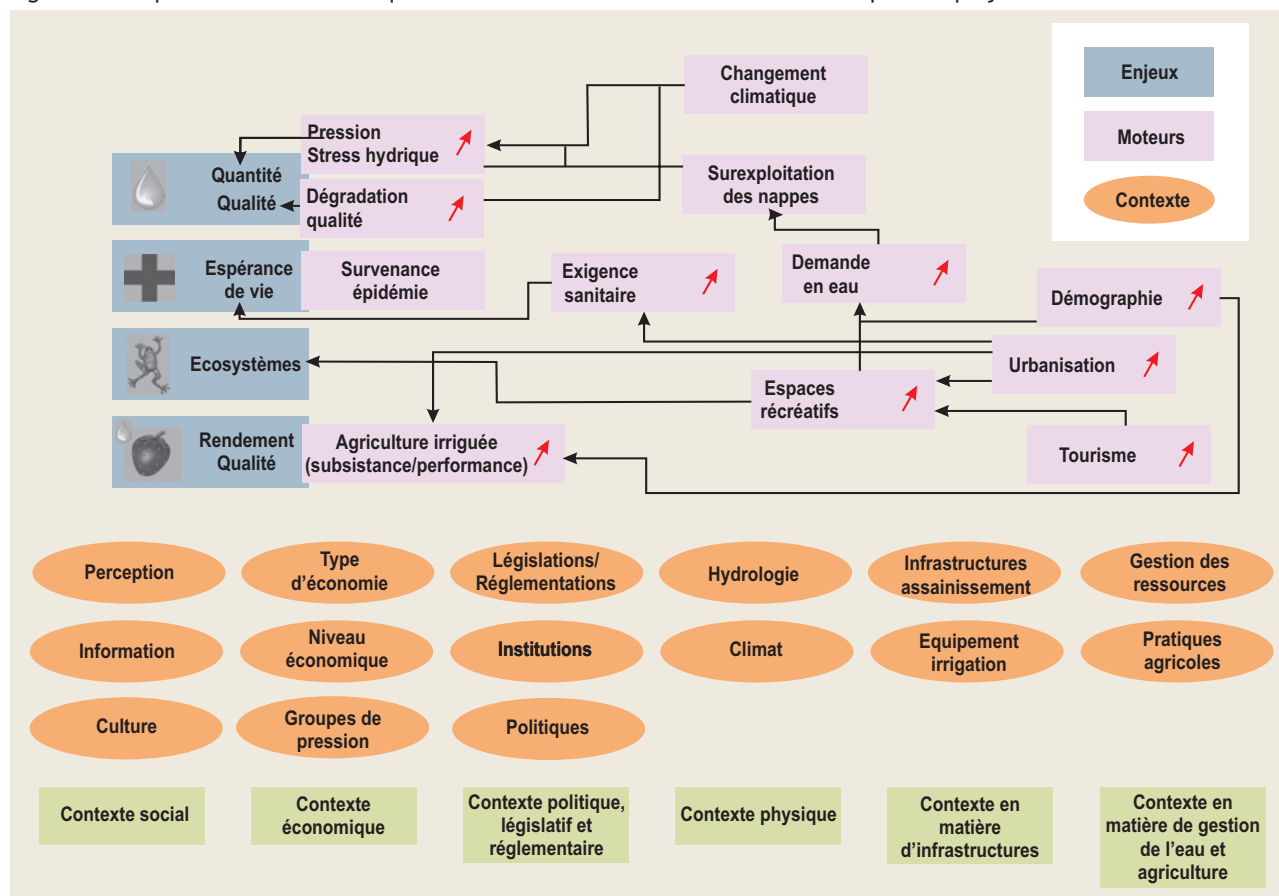 Changement
climatique
Enjeux
Moteurs
Contexte
Pression
Stress hydrique
Quantité
Qualité
Dégradation
qualité
Surexploitation
des nappes
Espérance
de vie
Survenance
épidémie
Exigence
sanitaire
Demande
en eau
Démographie
Ecosystèmes
Urbanisation
Espaces
récréatifs
Rendement
Qualité
Agriculture irriguée
(subsistance/performance)
Tourisme
Perception
Type
d’économie
Législations/
Réglementations
Hydrologie
Infrastructures
assainissement
Gestion des
ressources
Information
Niveau
économique
Institutions
Climat
Equipement
irrigation
Pratiques
agricoles
Culture
Groupes de
pression
Politiques
Contexte social
Contexte
économique
Contexte politique,
législatif et
réglementaire
Contexte physique
Contexte en
matière
d’infrastructures
Contexte en
matière de gestion
de l’eau et
agriculture